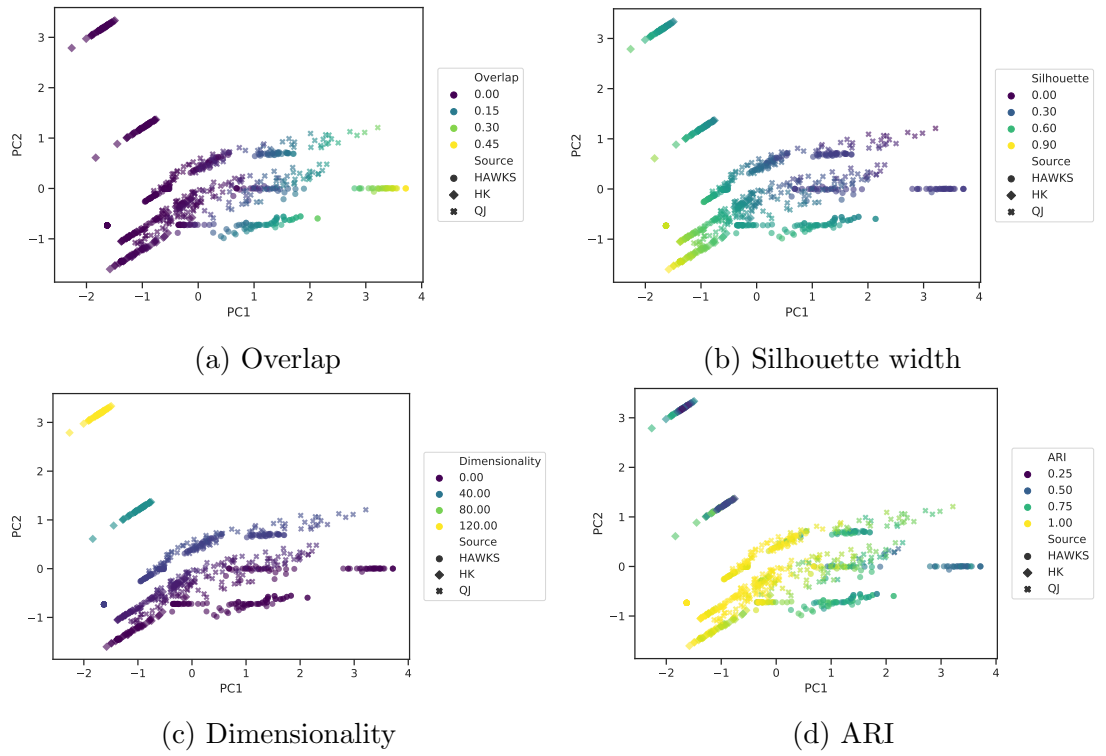 3
2
1
0
−1
PC2
−2
−1
0
1
2
3
4
PC1
Overlap
0.00
0.15
0.30
0.45
Source
HAWKS
HK
QJ
(a) Overlap
3
2
1
0
−1
PC2
−2
−1
0
1
2
3
4
PC1
Silhouette
0.00
0.30
0.60
0.90
Source
HAWKS
HK
QJ
(b) Silhouette width
3
2
1
0
−1
PC2
−2
−1
0
1
2
3
4
PC1
Dimensionality
0.00
40.00
80.00
120.00
Source
HAWKS
HK
QJ
(c) Dimensionality
3
2
1
0
−1
PC2
−2
−1
0
1
2
3
4
PC1
ARI
0.25
0.50
0.75
1.00
Source
HAWKS
HK
QJ
(d) ARI